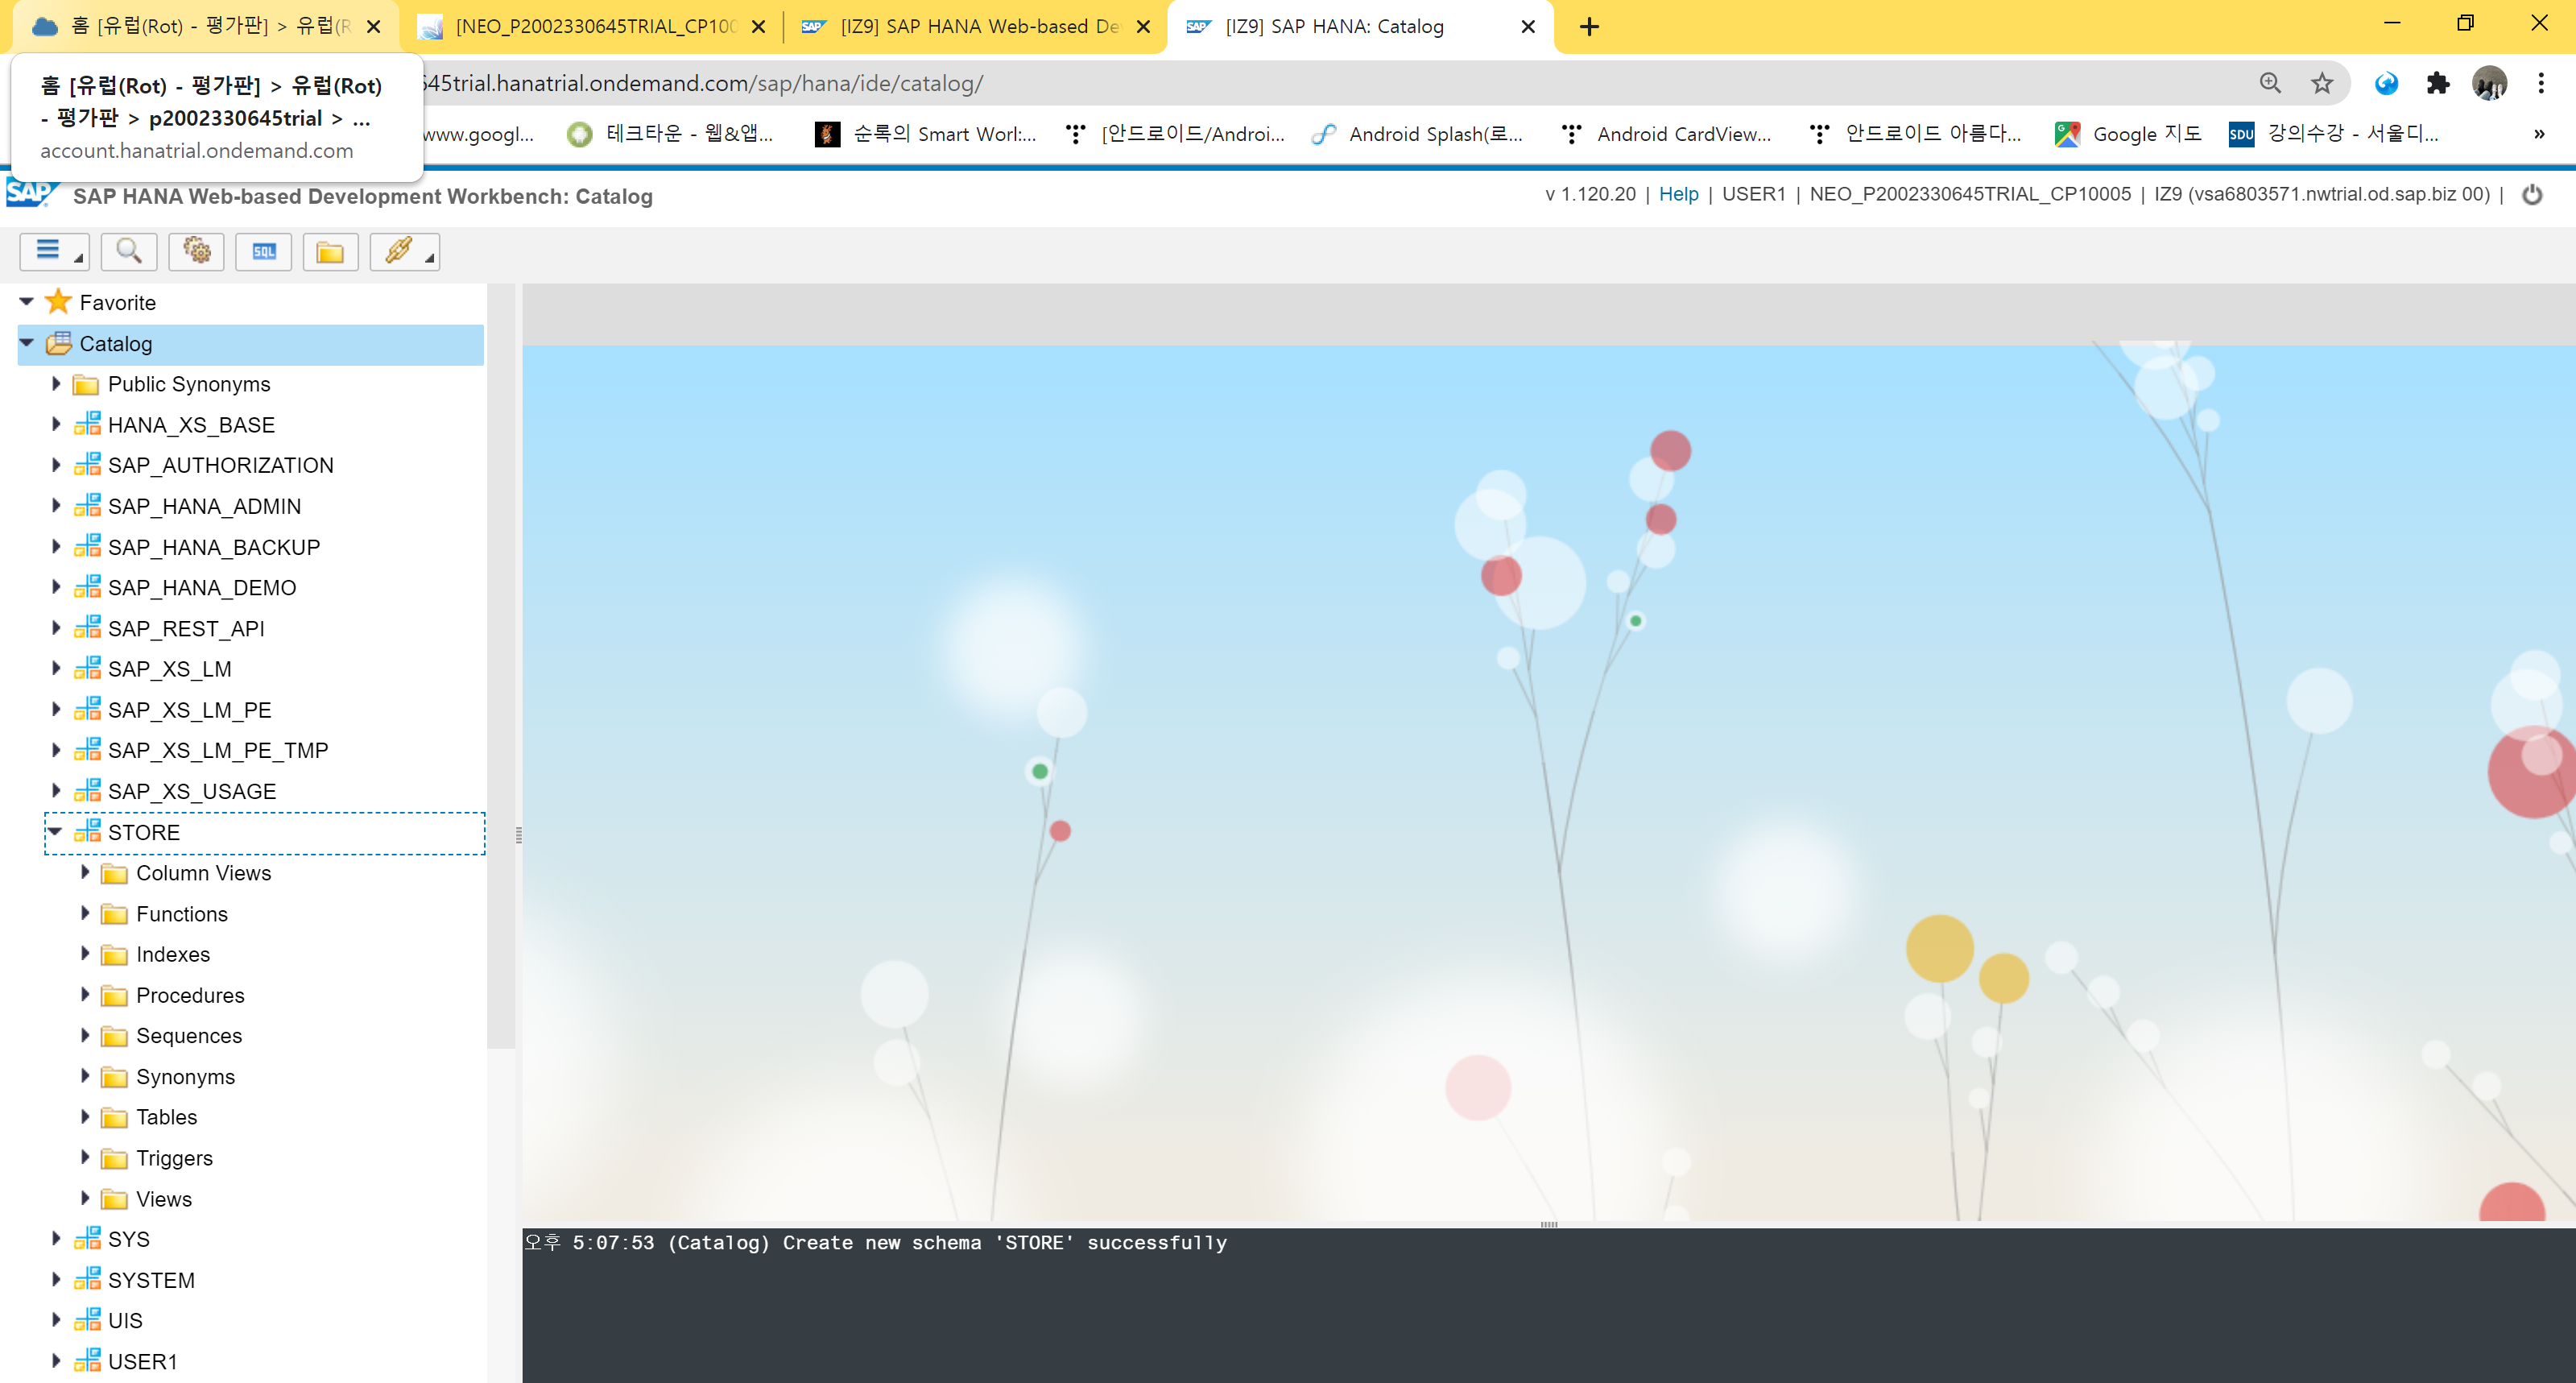 홈 [유럽(Rot) - 평가판] > 유럽(R
[NEO_P2002330645TRIAL_CP100
[IZ9] SAP HANA Web-based De
[IZ9] SAP HANA: Catalog
홈 [유럽(Rot) - 평가판] > 유럽(Rot)
- 평가판 > p2002330645trial > ...
account.hanatrial.ondemand.com
645trial.hanatrial.ondemand.com/sap/hana/ide/catalog/
www.googl...
테크타운 - 웹&앱...
순록의 Smart Worl:...
[안드로이드/Androi...
Android Splash(로...
Android CardView...
안드로이드 아름다...
Google 지도
SDU
강의수강 - 서울디...
»
SAP
SAP HANA Web-based Development Workbench: Catalog
v 1.120.20 | Help | USER1 | NEO_P2002330645TRIAL_CP10005 | IZ9 (vsa6803571.nwtrial.od.sap.biz 00) |
SQL
Favorite
Catalog
Public Synonyms
HANA_XS_BASE
SAP_AUTHORIZATION
SAP_HANA_ADMIN
SAP_HANA_BACKUP
SAP_HANA_DEMO
SAP_REST_API
SAP_XS_LM
SAP_XS_LM_PE
SAP_XS_LM_PE_TMP
SAP_XS_USAGE
STORE
Column Views
Functions
Indexes
Procedures
Sequences
Synonyms
Tables
Triggers
Views
SYS
SYSTEM
UIS
USER1
오후 5:07:53 (Catalog) Create new schema 'STORE' successfully